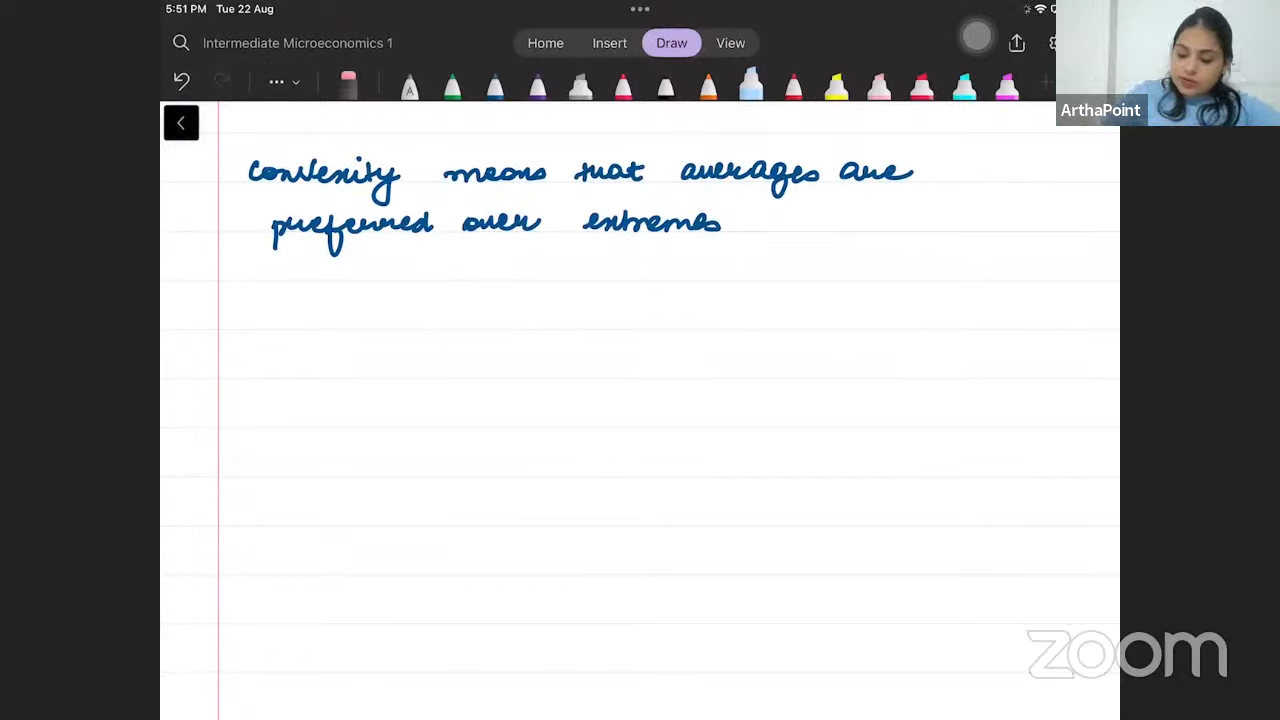 5:51 PM Tue 22 Aug
Intermediate Microeconomics 1
Home Insert Draw View
A
ArthaPoint
convexity means that averages are
preferred over extremes
zoom